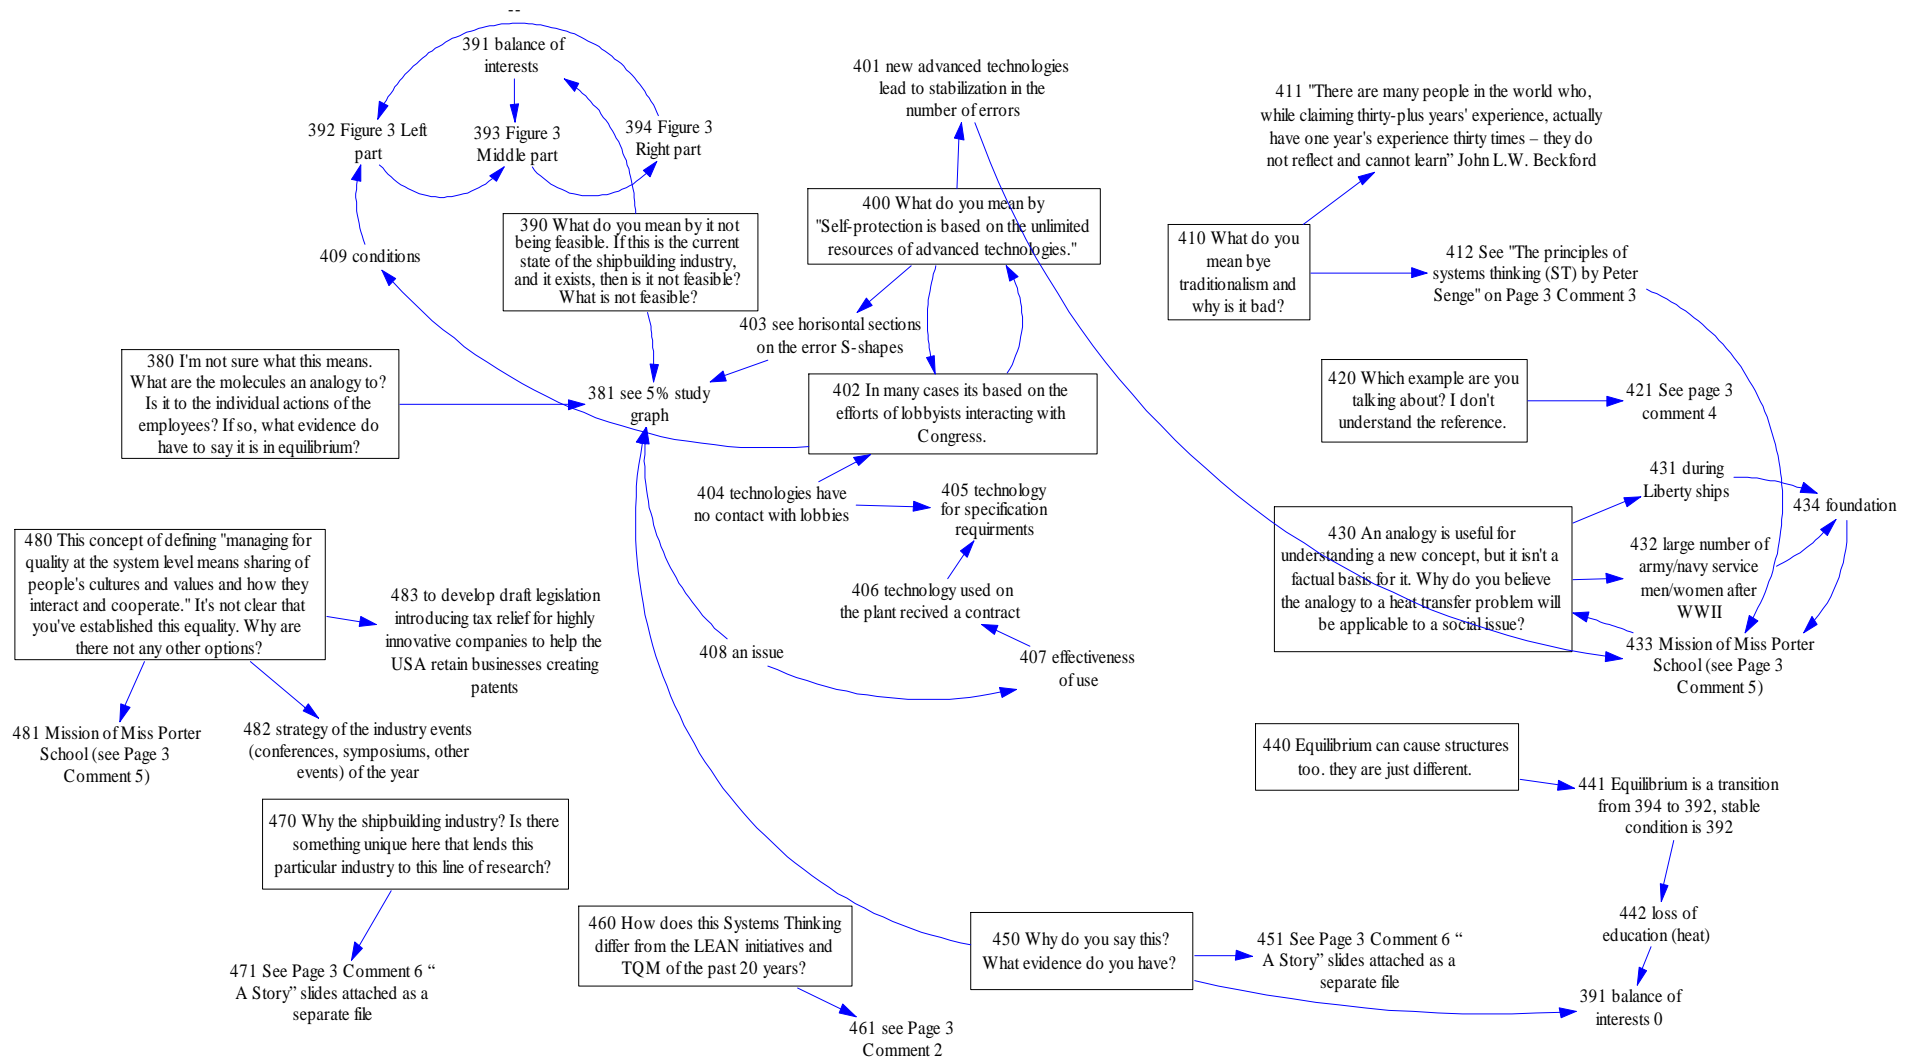 --
391 balance of
interests
392 Figure 3 Left
part
393 Figure 3
Middle part
394 Figure 3
Right part
409 conditions
390 What do you mean by it not
being feasible. If this is the current
state of the shipbuilding industry,
and it exists, then is it not feasible?
What is not feasible?
380 I'm not sure what this means.
What are the molecules an analogy to?
Is it to the individual actions of the
employees? If so, what evidence do
have to say it is in equilibrium?
381 see 5% study
graph
401 new advanced technologies
lead to stabilization in the
number of errors
400 What do you mean by
"Self-protection is based on the unlimited
resources of advanced technologies."
403 see horisontal sections
on the error S-shapes
402 In many cases its based on the
efforts of lobbyists interacting with
Congress.
404 technologies have
no contact with lobbies
405 technology
for specification
requirments
406 technology used on
the plant recived a contract
407 effectiveness
of use
408 an issue
411 "There are many people in the world who,
while claiming thirty-plus years' experience, actually
have one year's experience thirty times – they do
not reflect and cannot learn” John L.W. Beckford
410 What do you
mean bye
traditionalism and
why is it bad?
412 See "The principles of
systems thinking (ST) by Peter
Senge" on Page 3 Comment 3
420 Which example are you
talking about? I don't
understand the reference.
421 See page 3
comment 4
430 An analogy is useful for
understanding a new concept, but it isn't a
factual basis for it. Why do you believe
the analogy to a heat transfer problem will
be applicable to a social issue?
431 during
Liberty ships
434 foundation
432 large number of
army/navy service
men/women after
WWII
433 Mission of Miss Porter
School (see Page 3
Comment 5)
480 This concept of defining "managing for
quality at the system level means sharing of
people's cultures and values and how they
interact and cooperate." It's not clear that
you've established this equality. Why are
there not any other options?
483 to develop draft legislation
introducing tax relief for highly
innovative companies to help the
USA retain businesses creating
patents
481 Mission of Miss Porter
School (see Page 3
Comment 5)
482 strategy of the industry events
(conferences, symposiums, other
events) of the year
470 Why the shipbuilding industry? Is there
something unique here that lends this
particular industry to this line of research?
471 See Page 3 Comment 6 “
A Story” slides attached as a
separate file
460 How does this Systems Thinking
differ from the LEAN initiatives and
TQM of the past 20 years?
461 see Page 3
Comment 2
450 Why do you say this?
What evidence do you have?
451 See Page 3 Comment 6 “
A Story” slides attached as a
separate file
440 Equilibrium can cause structures
too. they are just different.
441 Equilibrium is a transition
from 394 to 392, stable
condition is 392
442 loss of
education (heat)
391 balance of
interests 0